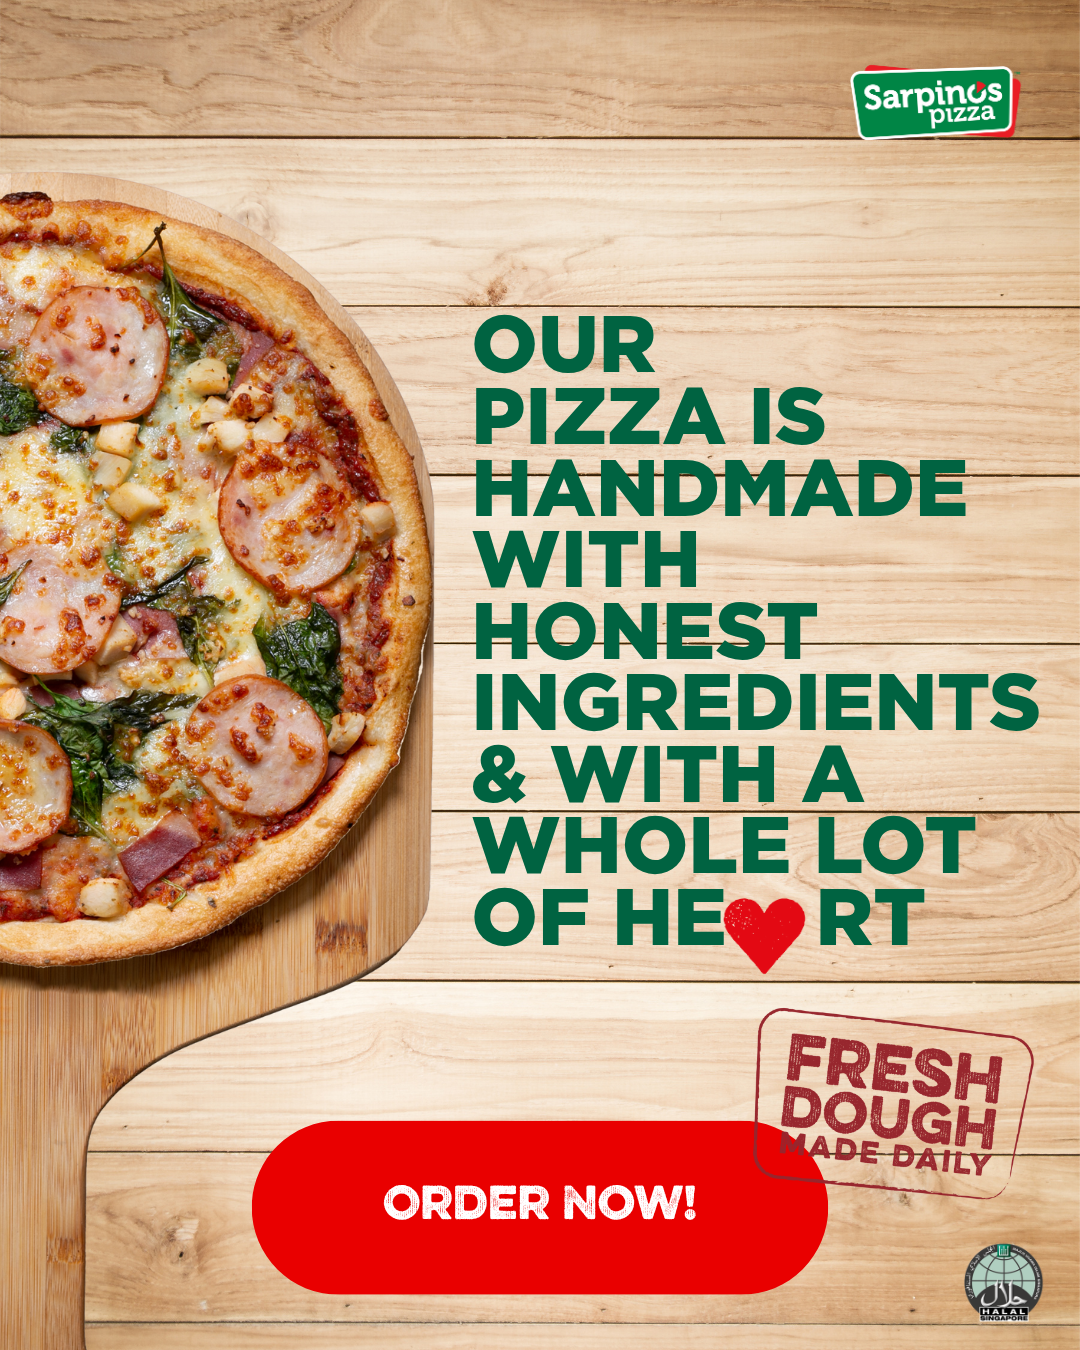 Sarpinos
pizza
OUR
PIZZA IS
HANDMADE
WITH
HONEST
INGREDIENTS
& WITH A
WHOLE LOT
OF HE❤RT
FRESH
DOUGH
MADE DAILY
ORDER NOW!
حلال
HALAL
SINGAPORE